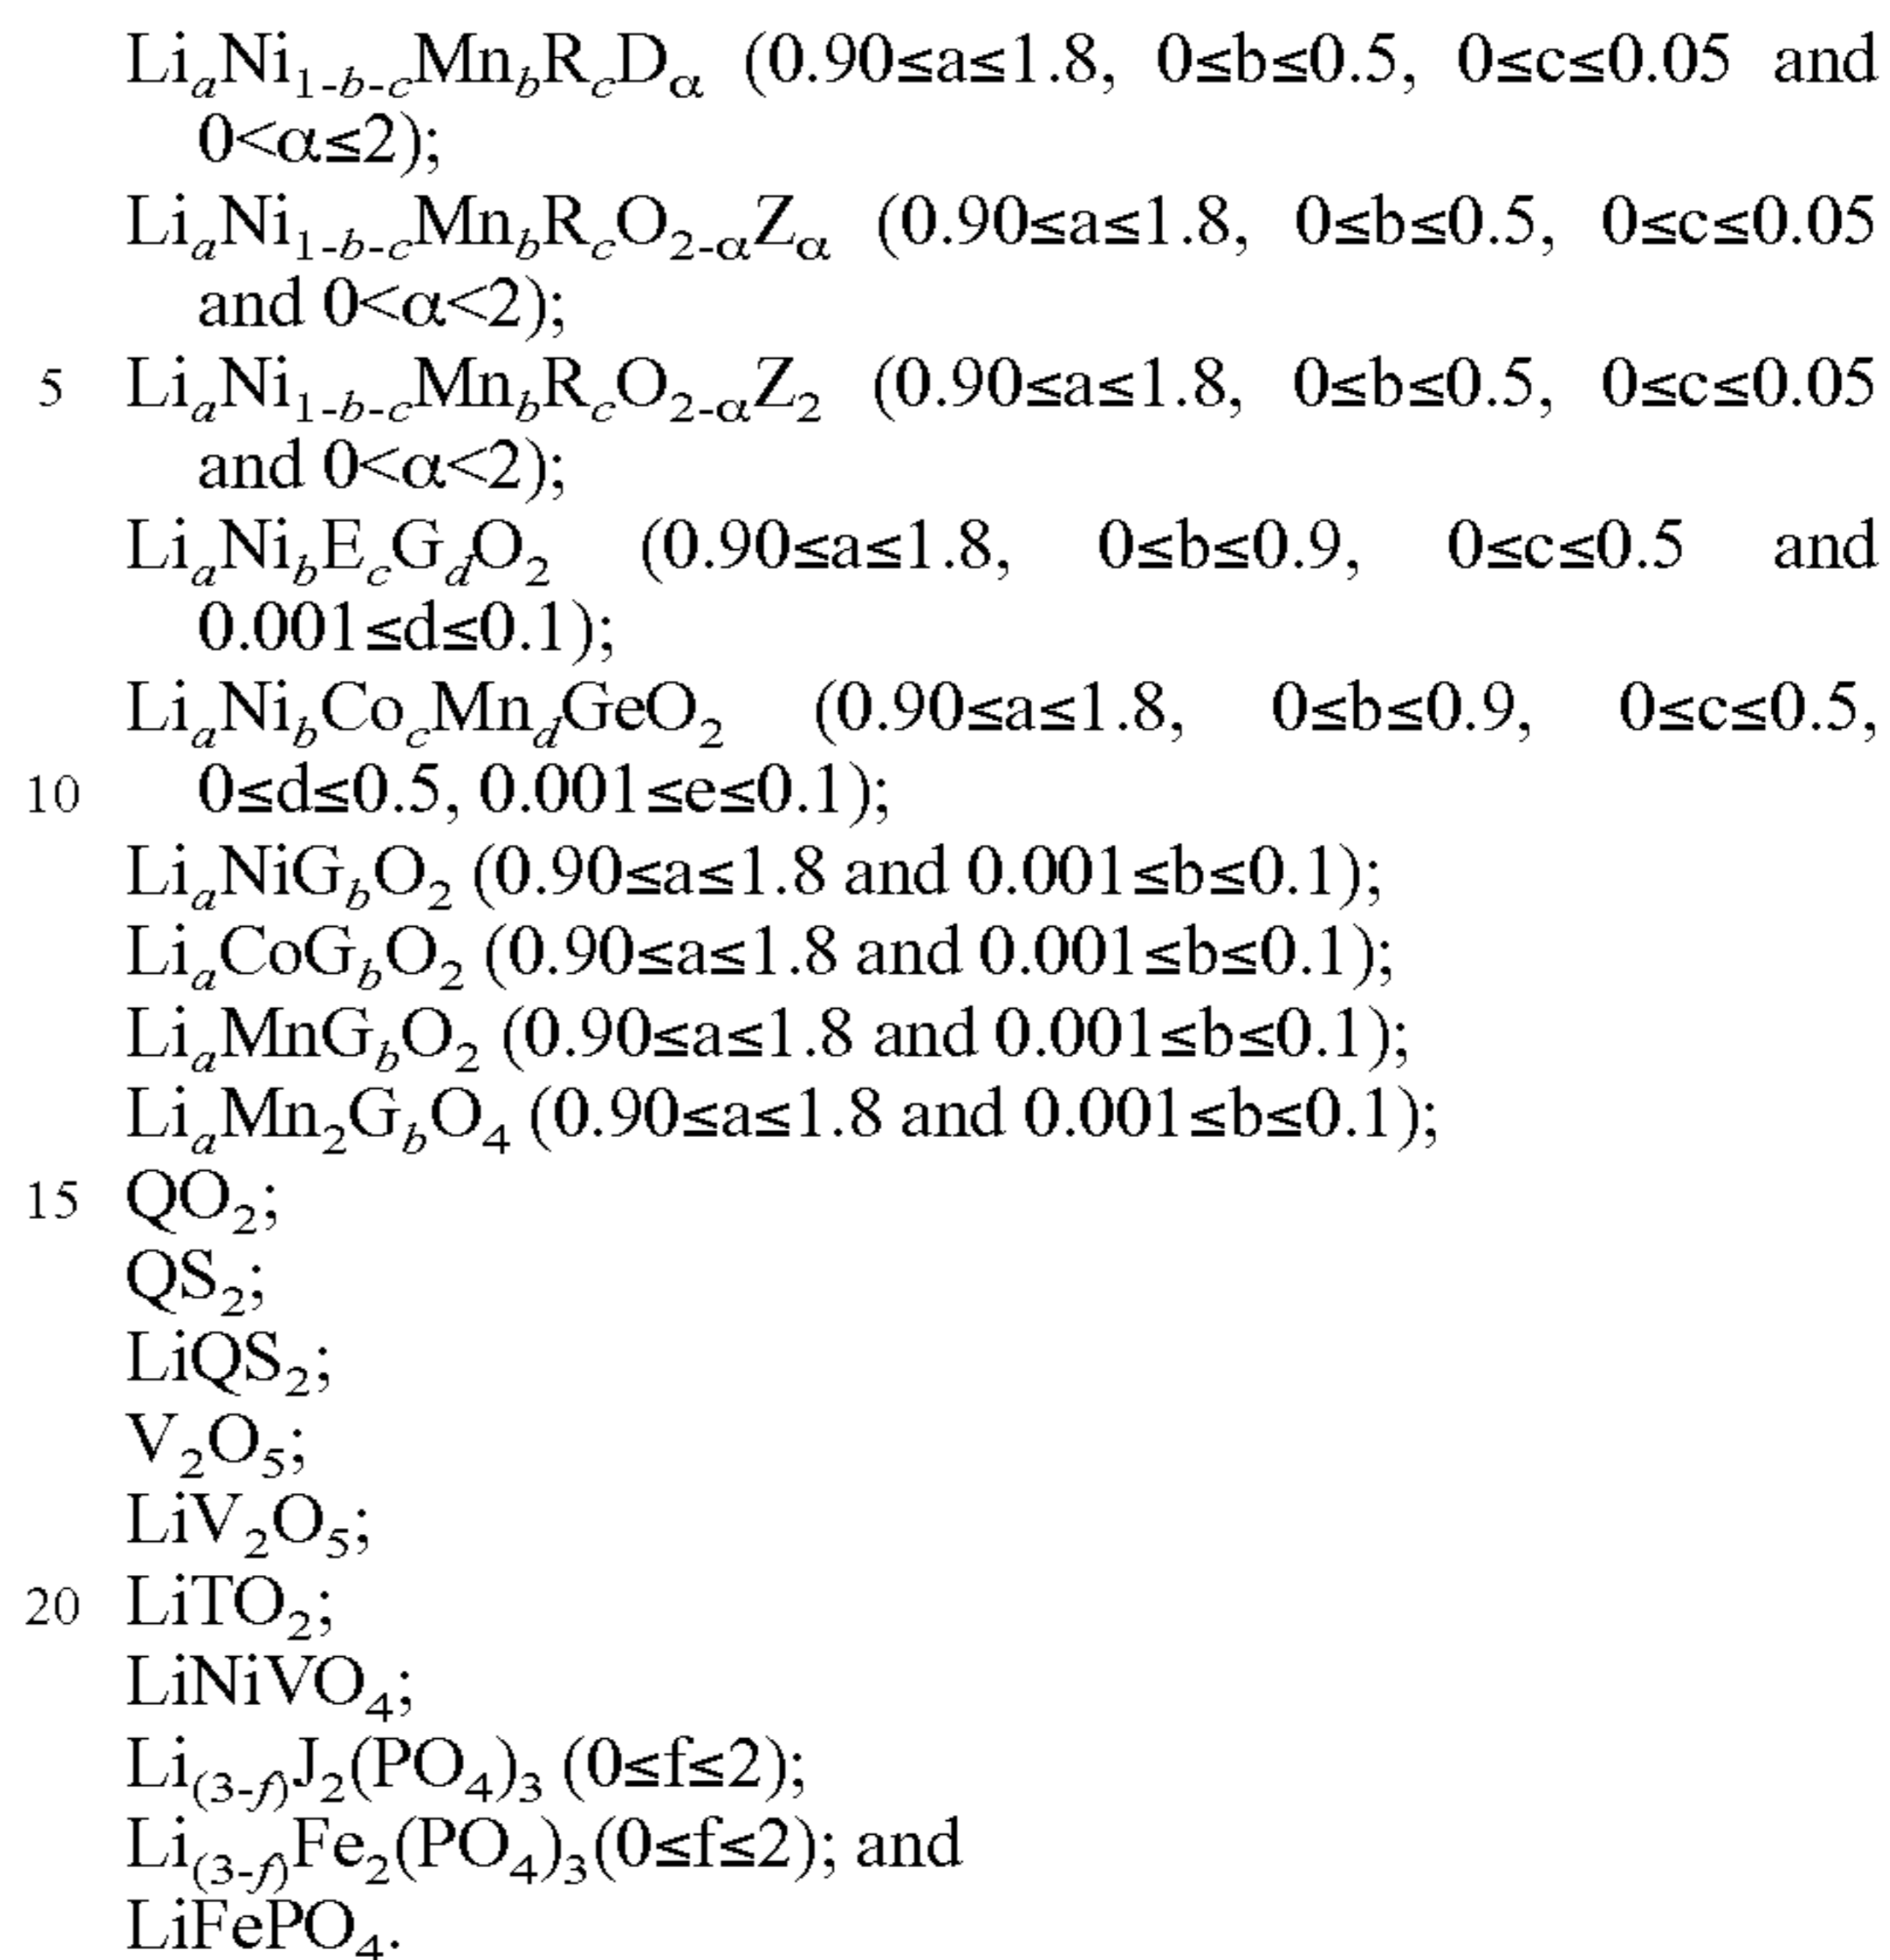 LiₐNi₁₋b₋cMnbRcDα (0.90≤a≤1.8, 0≤b≤0.5, 0≤c≤0.05 and
0<α≤2);
LiₐNi₁₋b₋cMnbRcO₂₋αZα (0.90≤a≤1.8, 0≤b≤0.5, 0≤c≤0.05
and 0<α<2);
5 LiₐNi₁₋b₋cMnbRcO₂₋αZ₂ (0.90≤a≤1.8, 0≤b≤0.5, 0≤c≤0.05
and 0<α<2);
LiₐNibEcGdO₂ (0.90≤a≤1.8, 0≤b≤0.9, 0≤c≤0.5 and
0.001≤d≤0.1);
LiₐNibCocMndGeO₂ (0.90≤a≤1.8, 0≤b≤0.9, 0≤c≤0.5,
10 0≤d≤0.5, 0.001≤e≤0.1);
LiₐNiGbO₂ (0.90≤a≤1.8 and 0.001≤b≤0.1);
LiₐCoGbO₂ (0.90≤a≤1.8 and 0.001≤b≤0.1);
LiₐMnGbO₂ (0.90≤a≤1.8 and 0.001≤b≤0.1);
LiₐMn₂GbO₄ (0.90≤a≤1.8 and 0.001≤b≤0.1);
15 QO₂;
QS₂;
LiQS₂;
V₂O₅;
LiV₂O₅;
20 LiTO₂;
LiNiVO₄;
Li₍₃₋f₎J₂(PO₄)₃ (0≤f≤2);
Li₍₃₋f₎Fe₂(PO₄)₃(0≤f≤2); and
LiFePO₄.